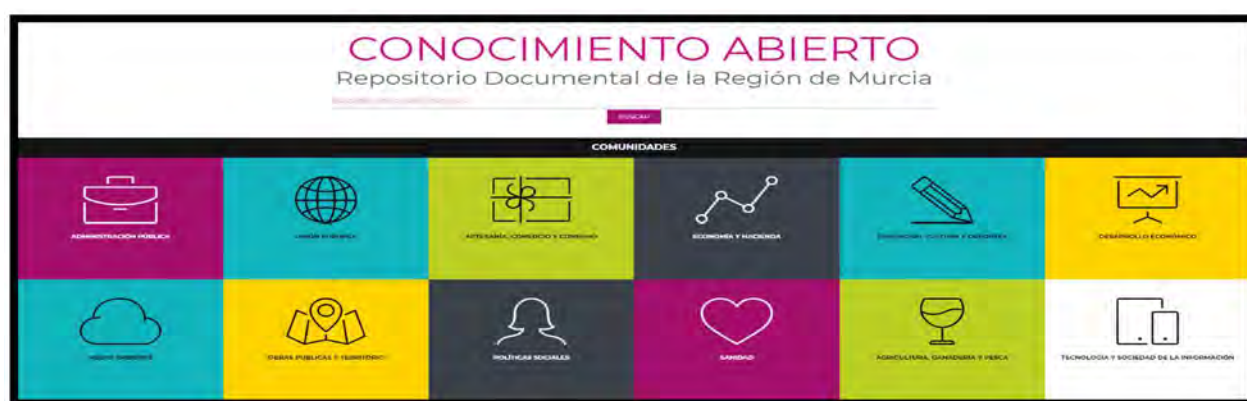 CONOCIMIENTO ABIERTO
Repositorio Documental de la Región de Murcia
BUSCAR
COMUNIDADES
ADMINISTRACIÓN PÚBLICA
UNIÓN EUROPEA
ARTESANÍA, COMERCIO Y CONSUMO
ECONOMÍA Y HACIENDA
EDUCACIÓN, CULTURA Y DEPORTES
DESARROLLO ECONÓMICO
MEDIO AMBIENTE
OBRAS PÚBLICAS Y TERRITORIO
POLÍTICAS SOCIALES
SANIDAD
AGRICULTURA, GANADERÍA Y PESCA
TECNOLOGÍA Y SOCIEDAD DE LA INFORMACIÓN